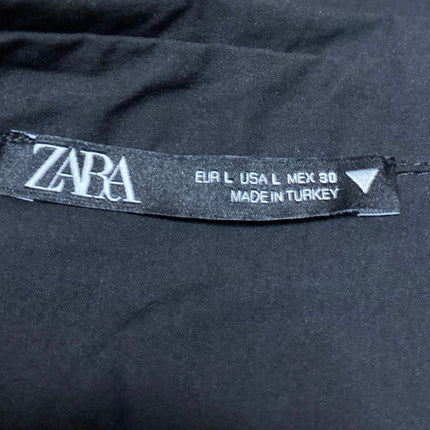 ZARA
EUR L USA L MEX 30
MADE IN TURKEY